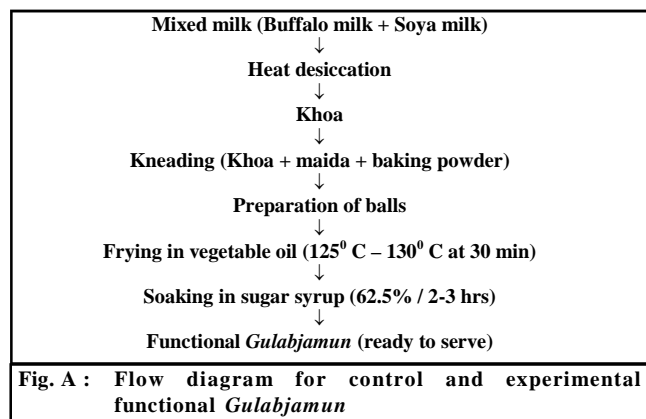 Mixed milk (Buffalo milk + Soya milk)
↓
Heat desiccation
↓
Khoa
↓
Kneading (Khoa + maida + baking powder)
↓
Preparation of balls
↓
Frying in vegetable oil (125⁰ C – 130⁰ C at 30 min)
↓
Soaking in sugar syrup (62.5% / 2-3 hrs)
↓
Functional Gulabjamun (ready to serve)
Fig. A : Flow diagram for control and experimental
functional Gulabjamun